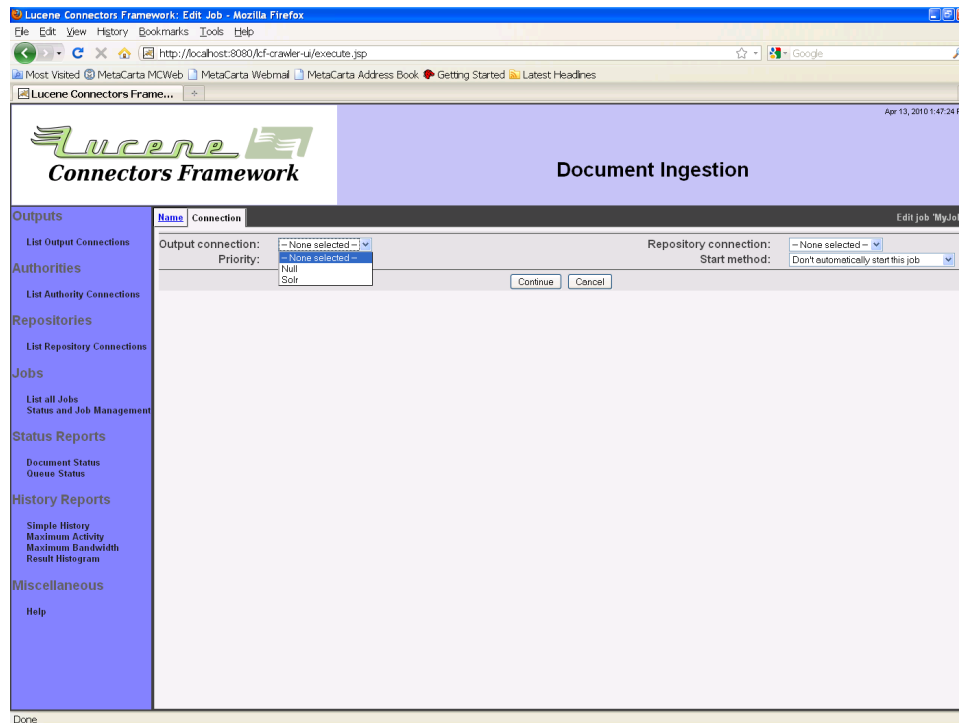 Lucene Connectors Framework: Edit Job - Mozilla Firefox
File Edit View History Bookmarks Tools Help
http://localhost:8080/lcf-crawler-ui/execute.jsp
Google
Most Visited MetaCarta MCWeb MetaCarta Webmail MetaCarta Address Book Getting Started Latest Headlines
Lucene Connectors Frame...
Apr 13, 2010 1:47:24
Lucene
Connectors Framework
Document Ingestion
Outputs
List Output Connections
Authorities
List Authority Connections
Repositories
List Repository Connections
Jobs
List all Jobs
Status and Job Management
Status Reports
Document Status
Queue Status
History Reports
Simple History
Maximum Activity
Maximum Bandwidth
Result Histogram
Miscellaneous
Help
Name Connection
Edit job 'MyJo
Output connection: -- None selected --
Repository connection: -- None selected --
Priority:
-- None selected --
Null
Solr
Start method: Don't automatically start this job
Continue Cancel
Done